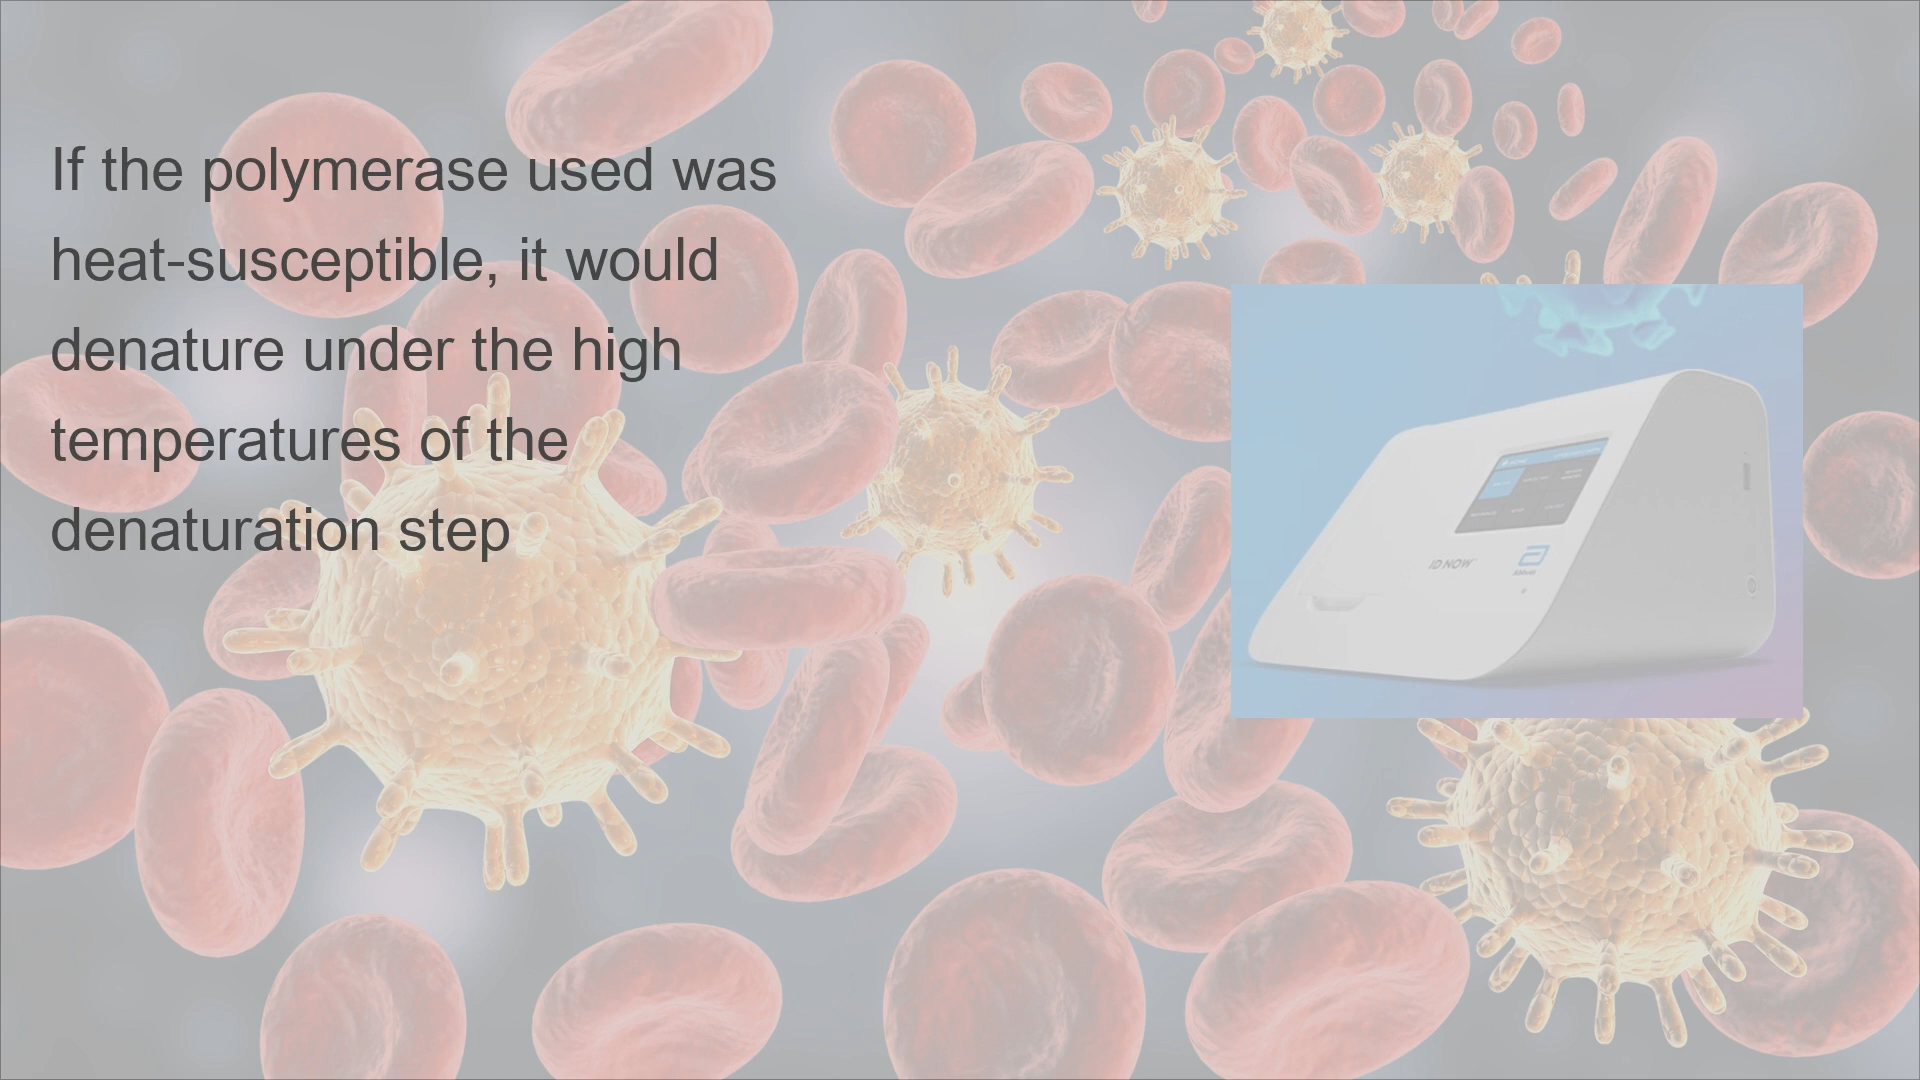 If the polymerase used was
heat-susceptible, it would
denature under the high
temperatures of the
denaturation step
ID NOW
Abbott